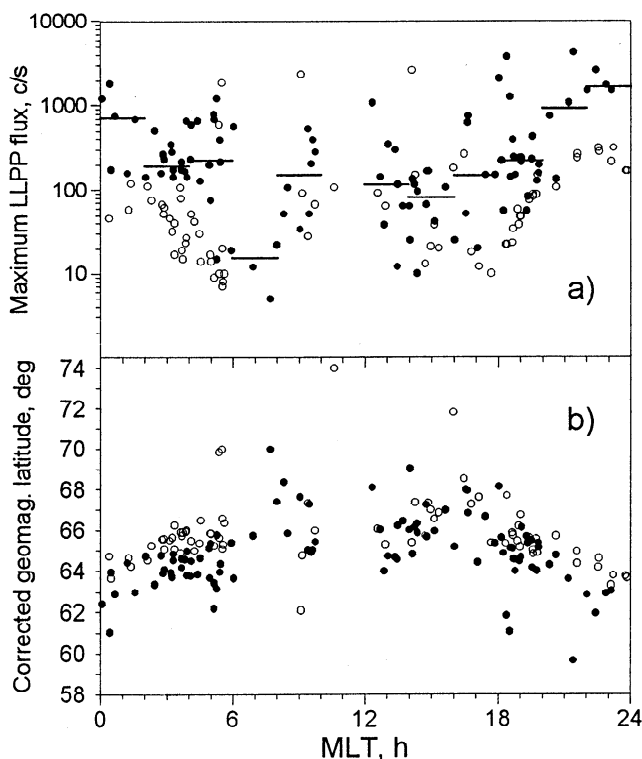 Maximum LLPP flux, c/s
10000
1000
100
10
a)
Corrected geomag. latitude, deg
74
72
70
68
66
64
62
60
58
b)
0 6 12 18 24
MLT, h